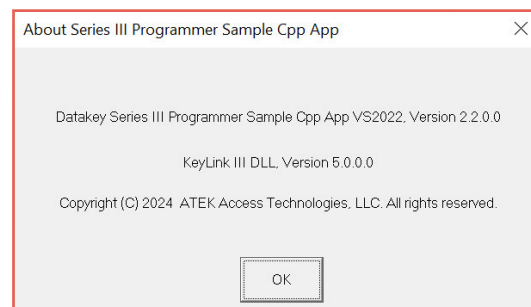 About Series III Programmer Sample Cpp App
Datakey Series III Programmer Sample Cpp App VS2022, Version 2.2.0.0
KeyLink III DLL, Version 5.0.0.0
Copyright (C) 2024 ATEK Access Technologies, LLC. All rights reserved.
OK